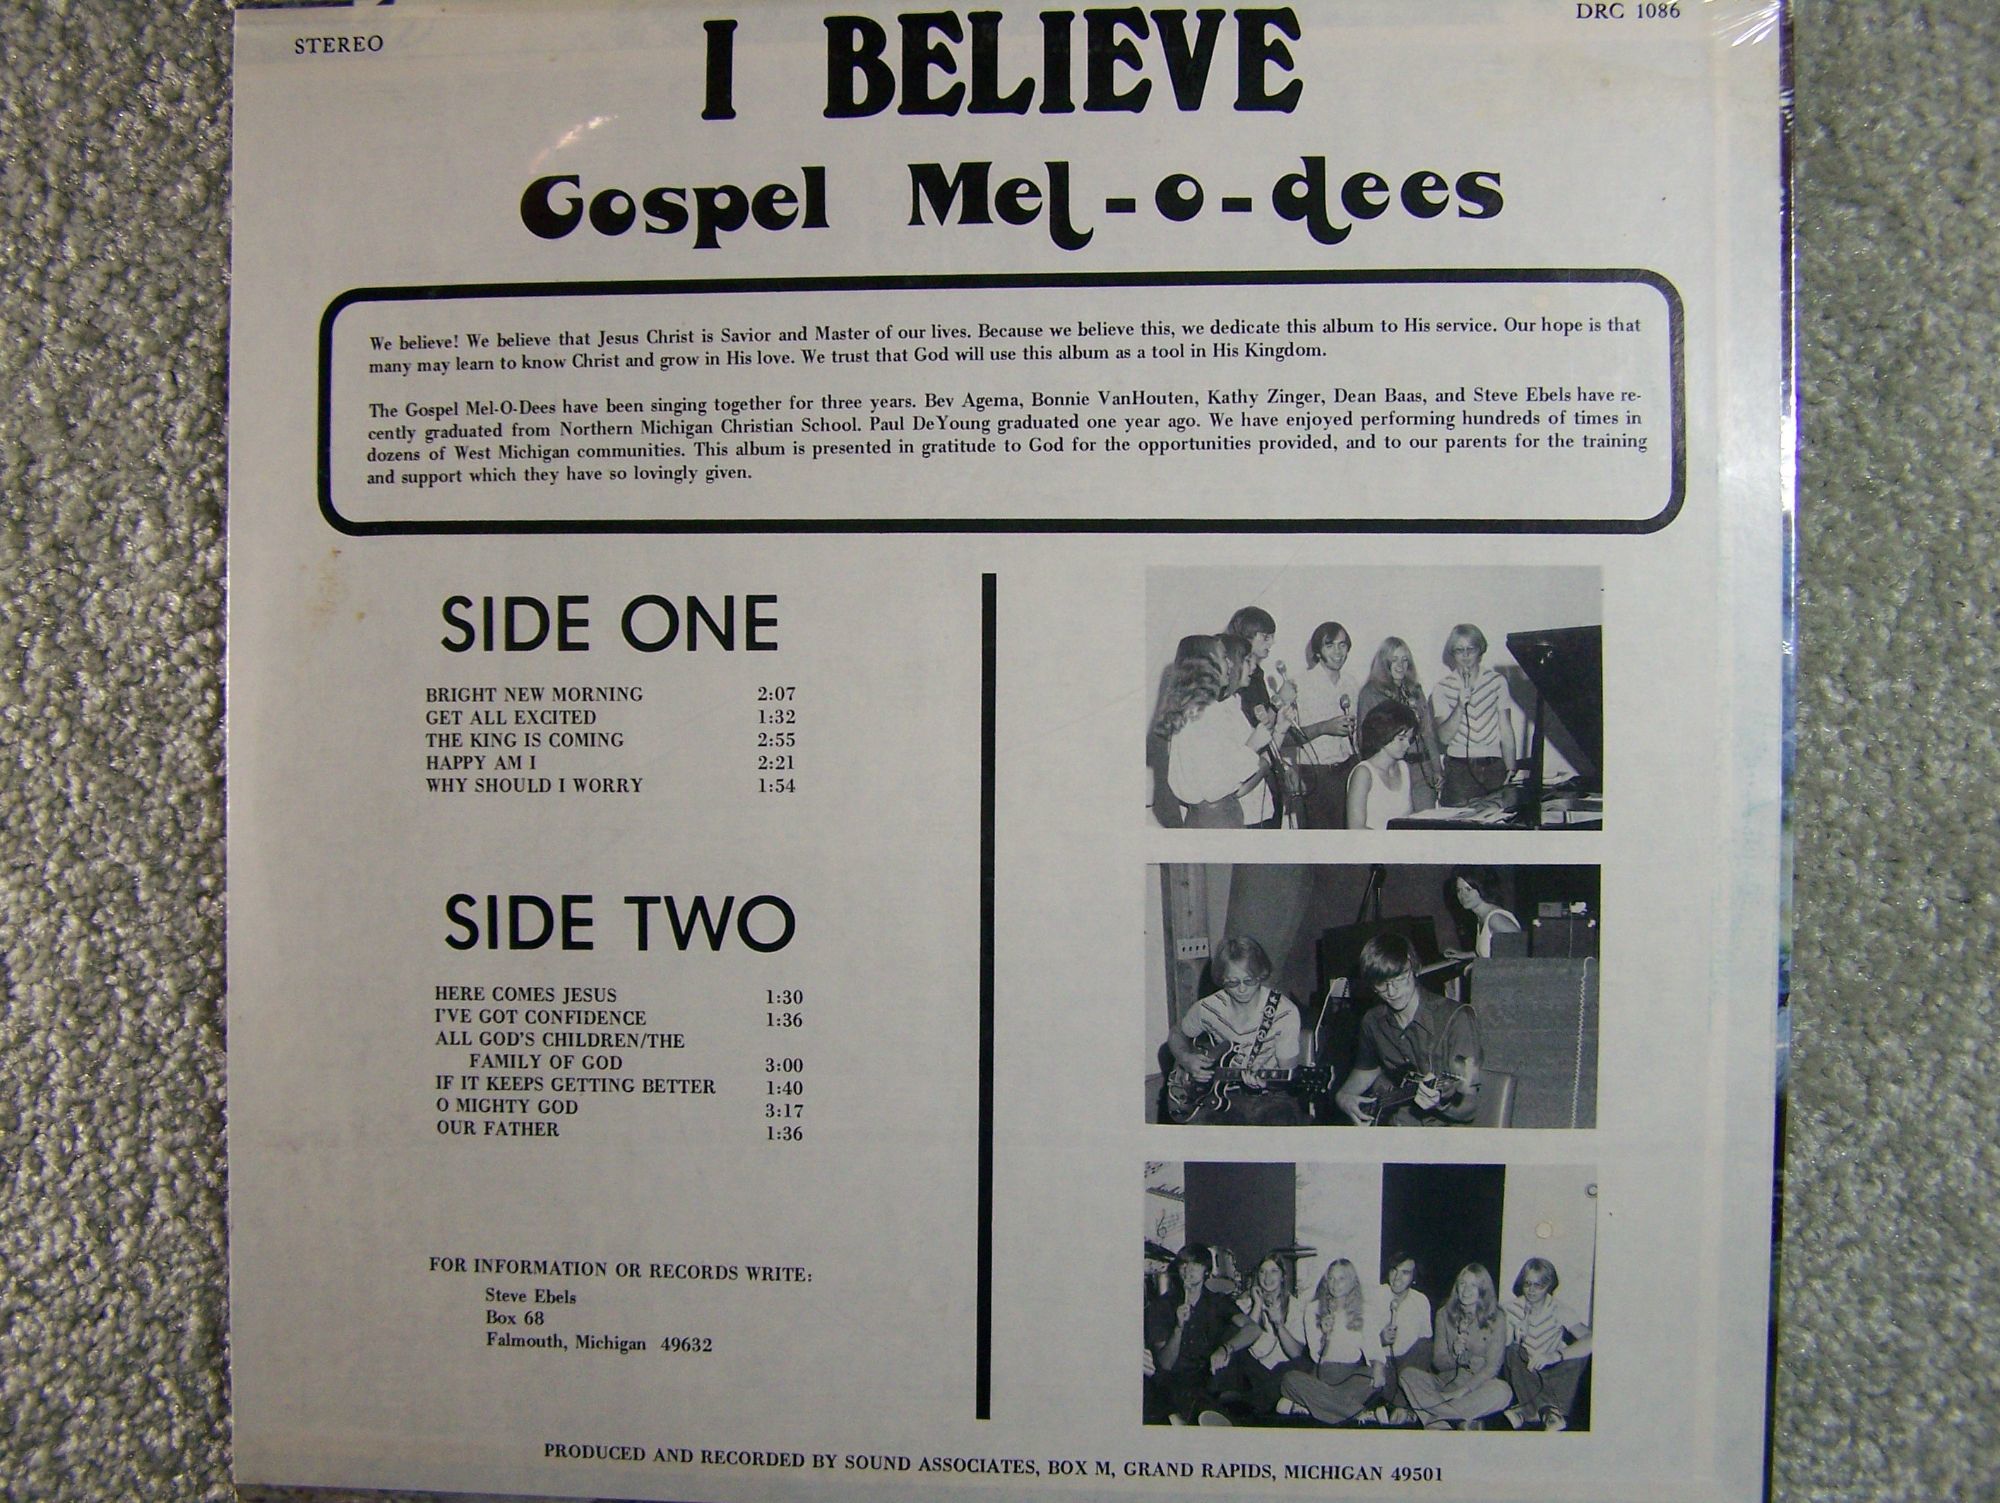 STEREO
DRC 1086
I BELIEVE
Gospel Mel-o-dees
We believe! We believe that Jesus Christ is Savior and Master of our lives. Because we believe this, we dedicate this album to His service. Our hope is that
many may learn to know Christ and grow in His love. We trust that God will use this album as a tool in His Kingdom.
The Gospel Mel-O-Dees have been singing together for three years. Bev Agema, Bonnie VanHouten, Kathy Zinger, Dean Baas, and Steve Ebels have re-
cently graduated from Northern Michigan Christian School. Paul DeYoung graduated one year ago. We have enjoyed performing hundreds of times in
dozens of West Michigan communities. This album is presented in gratitude to God for the opportunities provided, and to our parents for the training
and support which they have so lovingly given.
SIDE ONE
BRIGHT NEW MORNING 2:07
GET ALL EXCITED 1:32
THE KING IS COMING 2:55
HAPPY AM I 2:21
WHY SHOULD I WORRY 1:54
SIDE TWO
HERE COMES JESUS 1:30
I'VE GOT CONFIDENCE 1:36
ALL GOD'S CHILDREN/THE
FAMILY OF GOD 3:00
IF IT KEEPS GETTING BETTER 1:40
O MIGHTY GOD 3:17
OUR FATHER 1:36
FOR INFORMATION OR RECORDS WRITE:
Steve Ebels
Box 68
Falmouth, Michigan 49632
PRODUCED AND RECORDED BY SOUND ASSOCIATES, BOX M, GRAND RAPIDS, MICHIGAN 49501